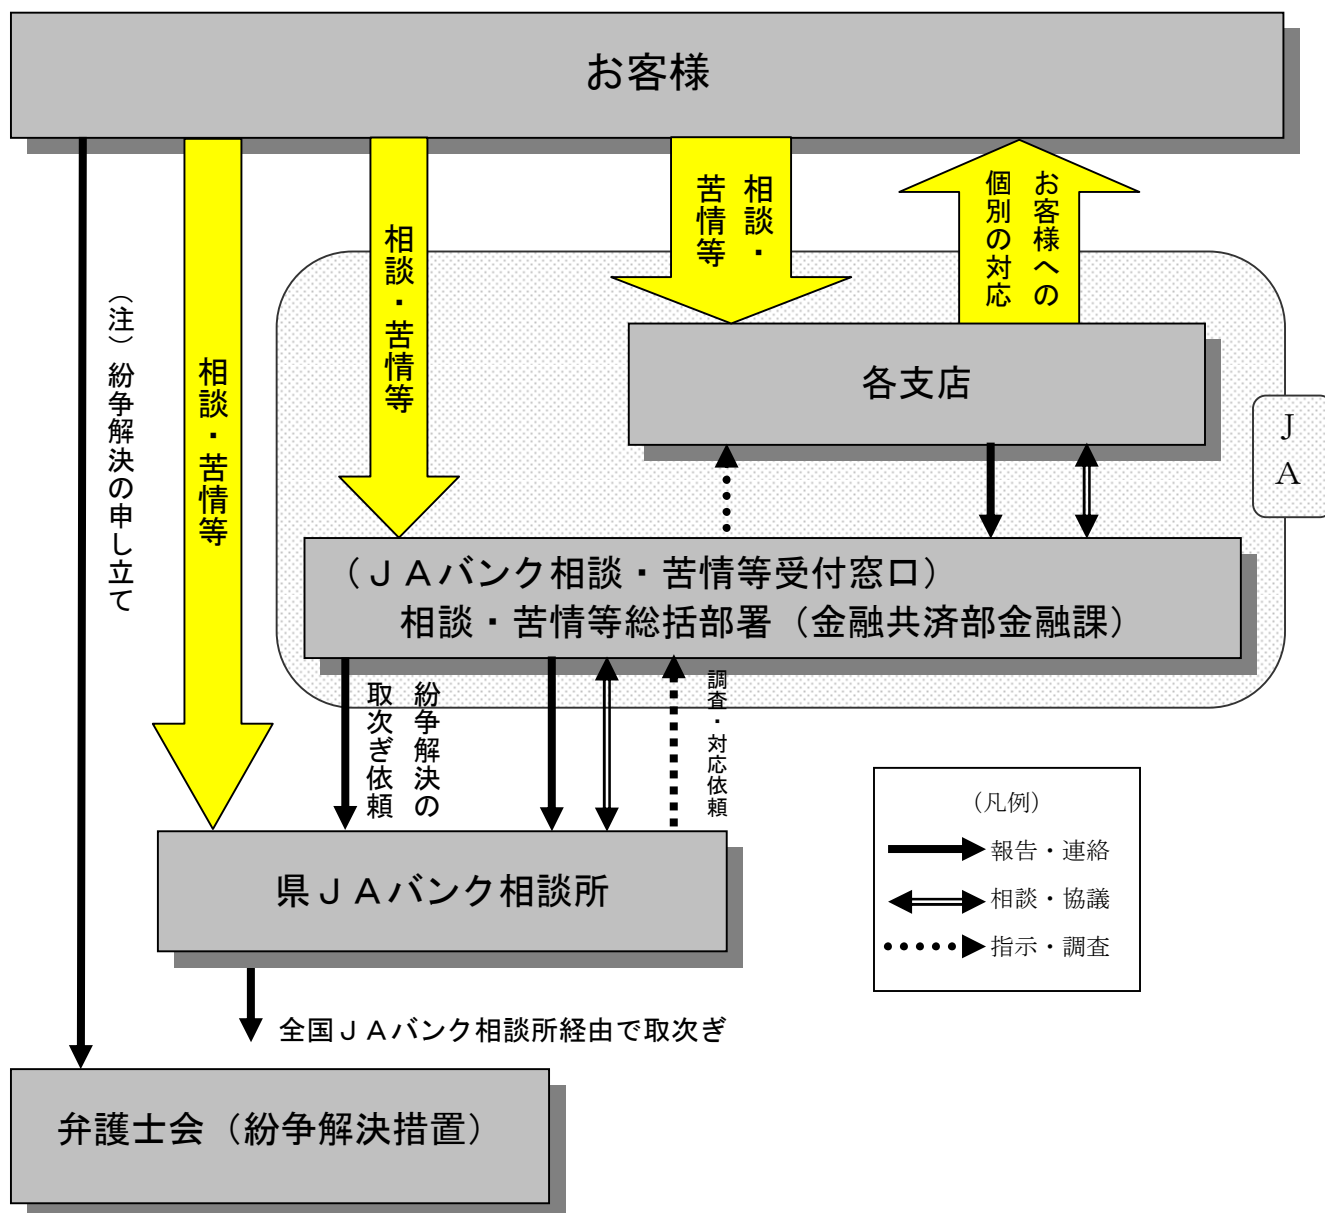 お客様
相談・
苦情等
お客様への
個別の対応
相談・苦情等
相談・苦情等
（注）紛争解決の申し立て
各支店
J
A
（ＪＡバンク相談・苦情等受付窓口）
相談・苦情等総括部署（金融共済部金融課）
紛争解決の
取次ぎ依頼
調査・対応依頼
県ＪＡバンク相談所
（凡例）
報告・連絡
相談・協議
指示・調査
全国ＪＡバンク相談所経由で取次ぎ
弁護士会（紛争解決措置）